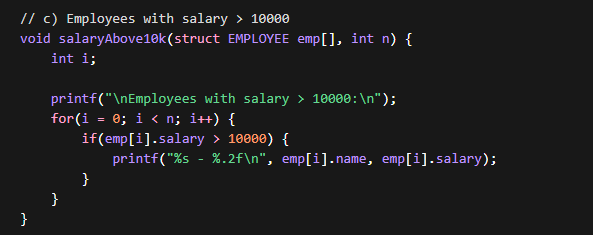 // c) Employees with salary > 10000
void salaryAbove10k(struct EMPLOYEE emp[], int n) {
    int i;

    printf("\nEmployees with salary > 10000:\n");
    for(i = 0; i < n; i++) {
        if(emp[i].salary > 10000) {
            printf("%s - %.2f\n", emp[i].name, emp[i].salary);
        }
    }
}